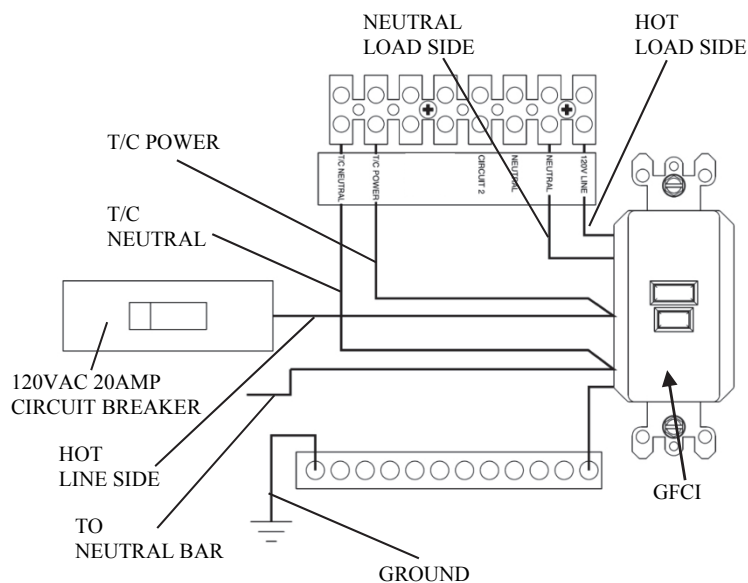 NEUTRAL
LOAD SIDE
HOT
LOAD SIDE
T/C POWER
T/C NEUTRAL
T/C POWER
CIRCUIT 2
NEUTRAL
NEUTRAL
120V LINE
T/C
NEUTRAL
120VAC 20AMP
CIRCUIT BREAKER
HOT
LINE SIDE
TO
NEUTRAL BAR
GROUND
GFCI